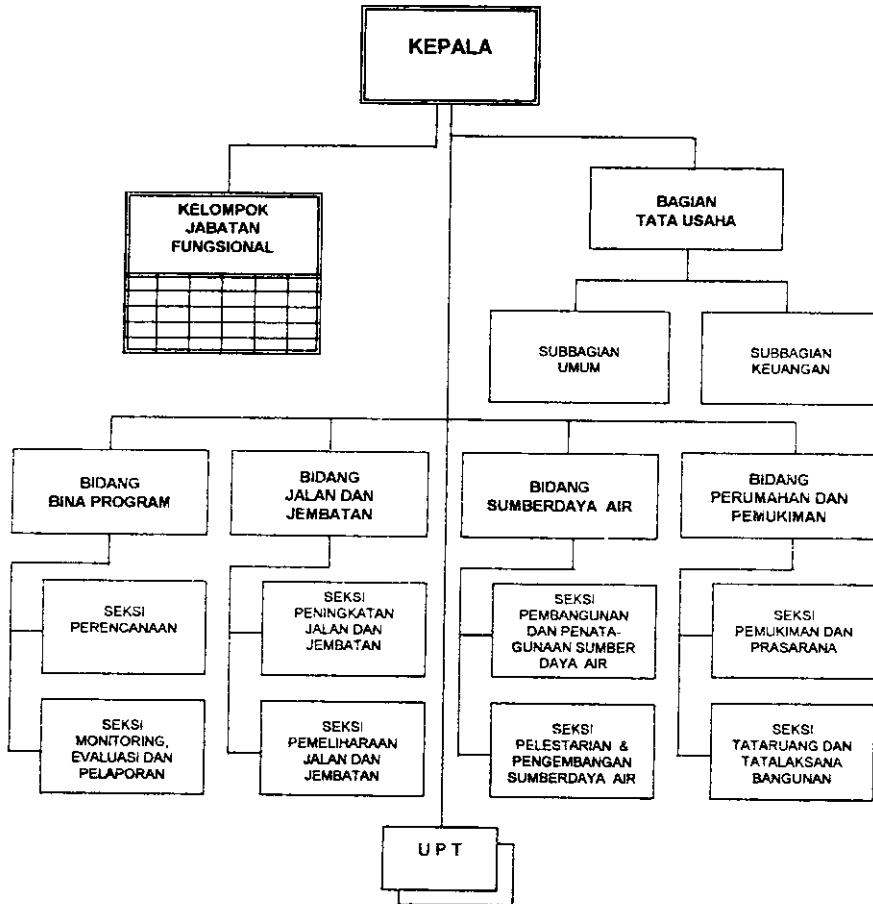 KEPALA
KELOMPOK
JABATAN
FUNGSIONAL
BAGIAN
TATA USAHA
SUBBAGIAN
UMUM
SUBBAGIAN
KEUANGAN
BIDANG
BINA PROGRAM
BIDANG
JALAN DAN
JEMBATAN
BIDANG
SUMBERDAYA AIR
BIDANG
PERUMAHAN DAN
PEMUKIMAN
SEKSI
PERENCANAAN
SEKSI
PENINGKATAN
JALAN DAN
JEMBATAN
SEKSI
PEMBANGUNAN
DAN PENATA-
GUNAAN SUMBER
DAYA AIR
SEKSI
PEMUKIMAN DAN
PRASARANA
SEKSI
MONITORING,
EVALUASI DAN
PELAPORAN
SEKSI
PEMELIHARAAN
JALAN DAN
JEMBATAN
SEKSI
PELESTARIAN &
PENGEMBANGAN
SUMBERDAYA AIR
SEKSI
TATARUANG DAN
TATALAKSANA
BANGUNAN
U P T